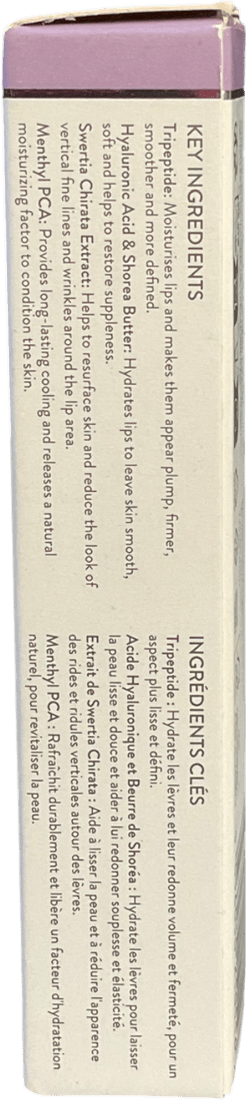 KEY INGREDIENTS
Tripeptide: Moisturises lips and makes them appear plump, firmer,
smoother and more defined.
Hyaluronic Acid & Shorea Butter: Hydrates lips to leave skin smooth,
soft and helps to restore suppleness.
Swertia Chirata Extract: Helps to resurface skin and reduce the look of
vertical fine lines and wrinkles around the lip area.
Menthyl PCA: Provides long-lasting cooling and releases a natural
moisturizing factor to condition the skin.
INGRÉDIENTS CLÉS
Tripeptide : Hydrate les lèvres et leur redonne volume et fermeté, pour un
aspect plus lisse et défini.
Acide Hyaluronique et Beurre de Shoréa : Hydrate les lèvres pour laisser
la peau lisse et douce et aider à lui redonner souplesse et élasticité.
Extrait de Swertia Chirata : Aide à lisser la peau et à réduire l'apparence
des rides et ridules verticales autour des lèvres.
Menthyl PCA : Rafraîchit durablement et libère un facteur d'hydratation
naturel, pour revitaliser la peau.